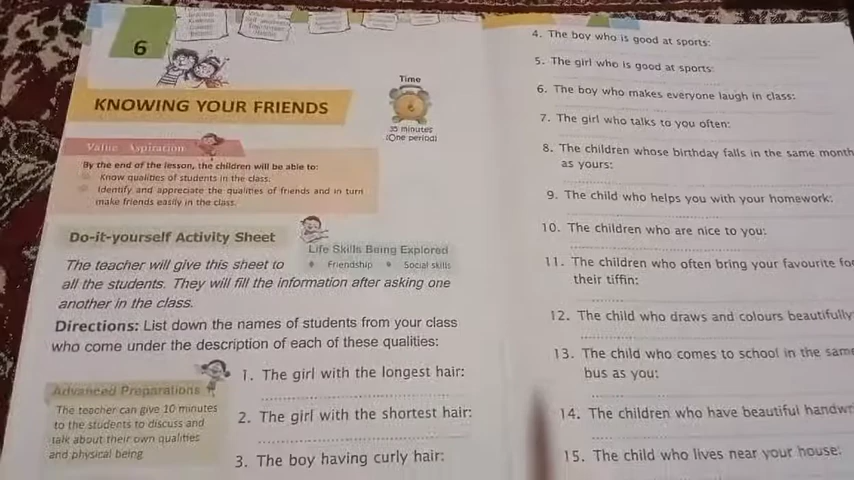 6
KNOWING YOUR FRIENDS
Time
35 minutes
(One period)
Value Aspiration
By the end of the lesson, the children will be able to:
Know qualities of students in the class.
Identify and appreciate the qualities of friends and in turn
make friends easily in the class.
Do-it-yourself Activity Sheet
Life Skills Being Explored
Friendship Social skills
The teacher will give this sheet to
all the students. They will fill the information after asking one
another in the class.
Directions: List down the names of students from your class
who come under the description of each of these qualities:
Advanced Preparations
The teacher can give 10 minutes
to the students to discuss and
talk about their own qualities
and physical being
1. The girl with the longest hair:
2. The girl with the shortest hair:
3. The boy having curly hair:
4. The boy who is good at sports:
5. The girl who is good at sports:
6. The boy who makes everyone laugh in class:
7. The girl who talks to you often:
8. The children whose birthday falls in the same month
as yours:
9. The child who helps you with your homework:
10. The children who are nice to you:
11. The children who often bring your favourite fo
their tiffin:
12. The child who draws and colours beautifully
13. The child who comes to school in the same
bus as you:
14. The children who have beautiful handwr
15. The child who lives near your house: